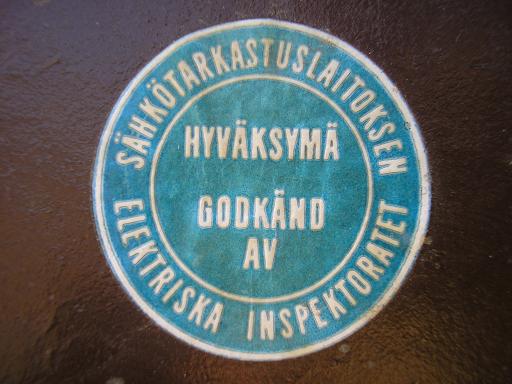 SÄHKÖTARKASTUSLAITOKSEN
HYVÄKSYMÄ
GODKÄND
AV
ELEKTRISKA INSPEKTORATET